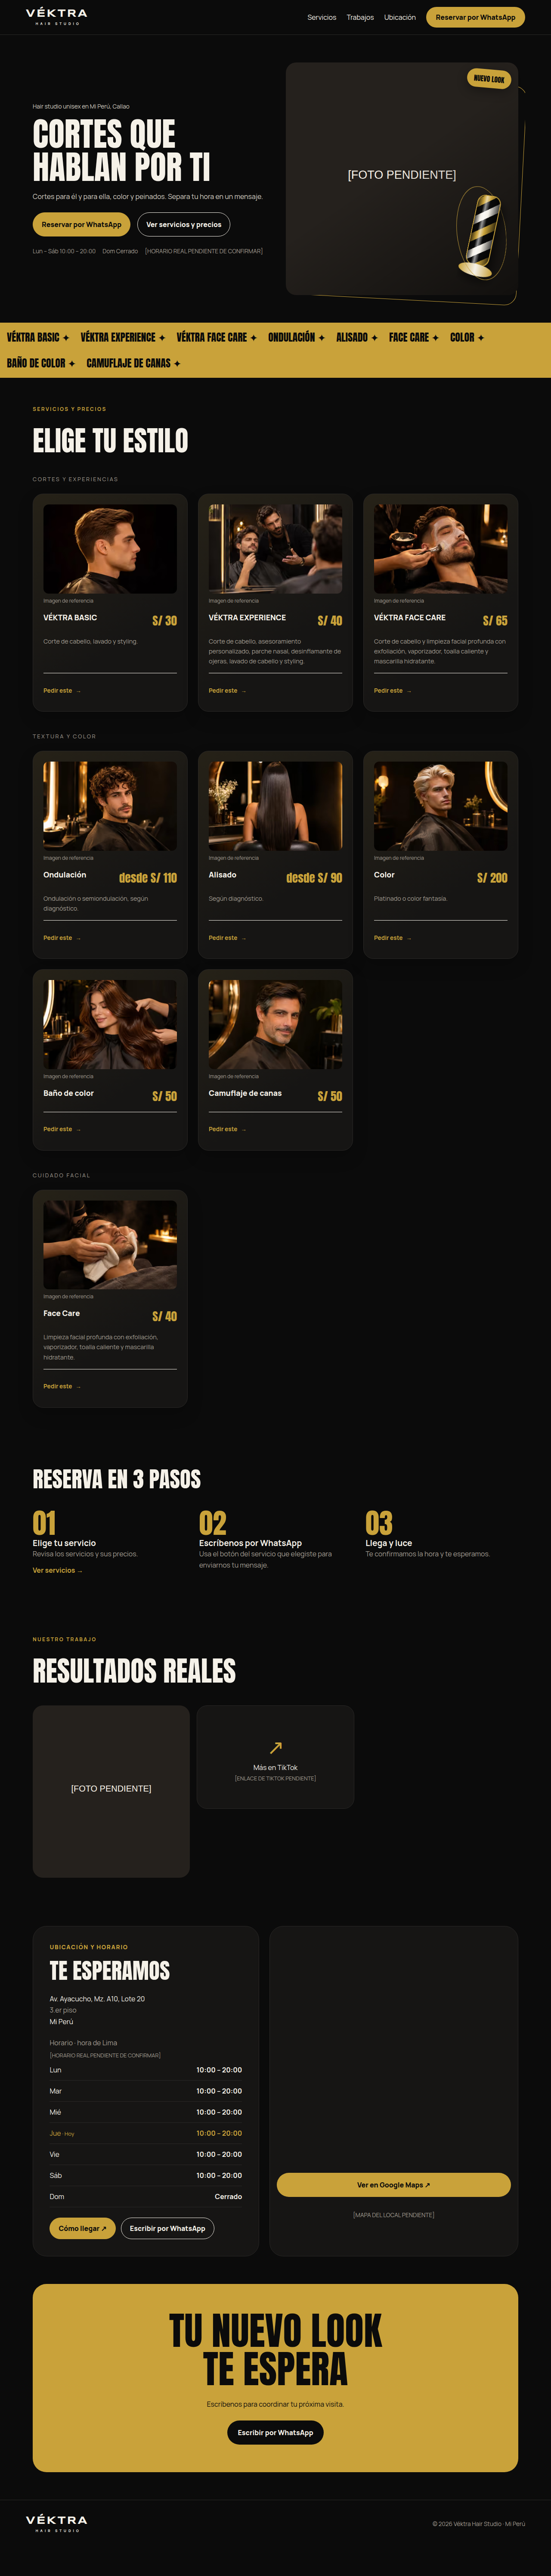 VÉKTRA
HAIR STUDIO
Servicios Trabajos Ubicación Reservar por WhatsApp
NUEVO LOOK
Hair studio unisex en Mi Perú, Callao
CORTES QUE
HABLAN POR TI
Cortes para él y para ella, color y peinados. Separa tu hora en un mensaje.
Reservar por WhatsApp Ver servicios y precios
Lun – Sáb 10:00 – 20:00 Dom Cerrado [HORARIO REAL PENDIENTE DE CONFIRMAR]
[FOTO PENDIENTE]
VÉKTRA BASIC ✦ VÉKTRA EXPERIENCE ✦ VÉKTRA FACE CARE ✦ ONDULACIÓN ✦ ALISADO ✦ FACE CARE ✦ COLOR ✦
BAÑO DE COLOR ✦ CAMUFLAJE DE CANAS ✦
SERVICIOS Y PRECIOS
ELIGE TU ESTILO
CORTES Y EXPERIENCIAS
Imagen de referencia
VÉKTRA BASIC S/ 30
Corte de cabello, lavado y styling.
Pedir este →
Imagen de referencia
VÉKTRA EXPERIENCE S/ 40
Corte de cabello, asesoramiento
personalizado, parche nasal, desinflamante de
ojeras, lavado de cabello y styling.
Pedir este →
Imagen de referencia
VÉKTRA FACE CARE S/ 65
Corte de cabello y limpieza facial profunda con
exfoliación, vaporizador, toalla caliente y
mascarilla hidratante.
Pedir este →
TEXTURA Y COLOR
Imagen de referencia
Ondulación desde S/ 110
Ondulación o semiondulación, según
diagnóstico.
Pedir este →
Imagen de referencia
Alisado desde S/ 90
Según diagnóstico.
Pedir este →
Imagen de referencia
Color S/ 200
Platinado o color fantasía.
Pedir este →
Imagen de referencia
Baño de color S/ 50
Pedir este →
Imagen de referencia
Camuflaje de canas S/ 50
Pedir este →
CUIDADO FACIAL
Imagen de referencia
Face Care S/ 40
Limpieza facial profunda con exfoliación,
vaporizador, toalla caliente y mascarilla
hidratante.
Pedir este →
RESERVA EN 3 PASOS
01
Elige tu servicio
Revisa los servicios y sus precios.
Ver servicios →
02
Escríbenos por WhatsApp
Usa el botón del servicio que elegiste para
enviarnos tu mensaje.
03
Llega y luce
Te confirmamos la hora y te esperamos.
NUESTRO TRABAJO
RESULTADOS REALES
[FOTO PENDIENTE]
↗
Más en TikTok
[ENLACE DE TIKTOK PENDIENTE]
UBICACIÓN Y HORARIO
TE ESPERAMOS
Av. Ayacucho, Mz. A10, Lote 20
3.er piso
Mi Perú
Horario · hora de Lima
[HORARIO REAL PENDIENTE DE CONFIRMAR]
Lun 10:00 – 20:00
Mar 10:00 – 20:00
Mié 10:00 – 20:00
Jue · Hoy 10:00 – 20:00
Vie 10:00 – 20:00
Sáb 10:00 – 20:00
Dom Cerrado
Cómo llegar ↗ Escribir por WhatsApp
Ver en Google Maps ↗
[MAPA DEL LOCAL PENDIENTE]
TU NUEVO LOOK
TE ESPERA
Escríbenos para coordinar tu próxima visita.
Escribir por WhatsApp
VÉKTRA
HAIR STUDIO
© 2026 Véktra Hair Studio · Mi Perú